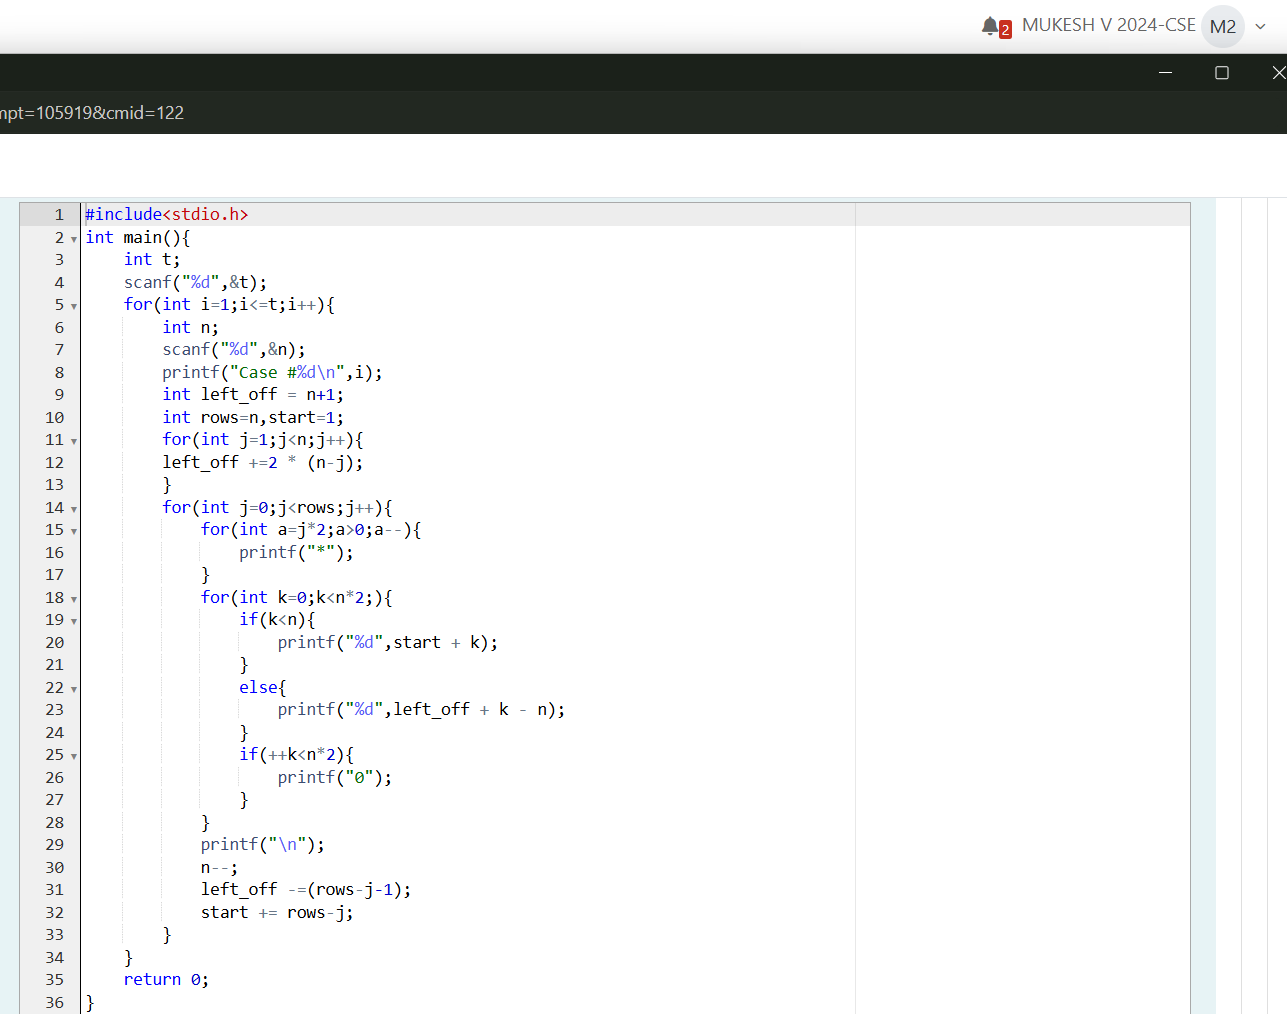 2 MUKESH V 2024-CSE M2
mpt=105919&cmid=122
1 #include<stdio.h>
2 int main(){
3     int t;
4     scanf("%d",&t);
5     for(int i=1;i<=t;i++){
6         int n;
7         scanf("%d",&n);
8         printf("Case #%d\n",i);
9         int left_off = n+1;
10         int rows=n,start=1;
11         for(int j=1;j<n;j++){
12         left_off +=2 * (n-j);
13         }
14         for(int j=0;j<rows;j++){
15             for(int a=j*2;a>0;a--){
16                 printf("*");
17             }
18             for(int k=0;k<n*2;){
19                 if(k<n){
20                     printf("%d",start + k);
21                 }
22                 else{
23                     printf("%d",left_off + k - n);
24                 }
25                 if(++k<n*2){
26                     printf("0");
27                 }
28             }
29             printf("\n");
30             n--;
31             left_off -=(rows-j-1);
32             start += rows-j;
33         }
34     }
35     return 0;
36 }